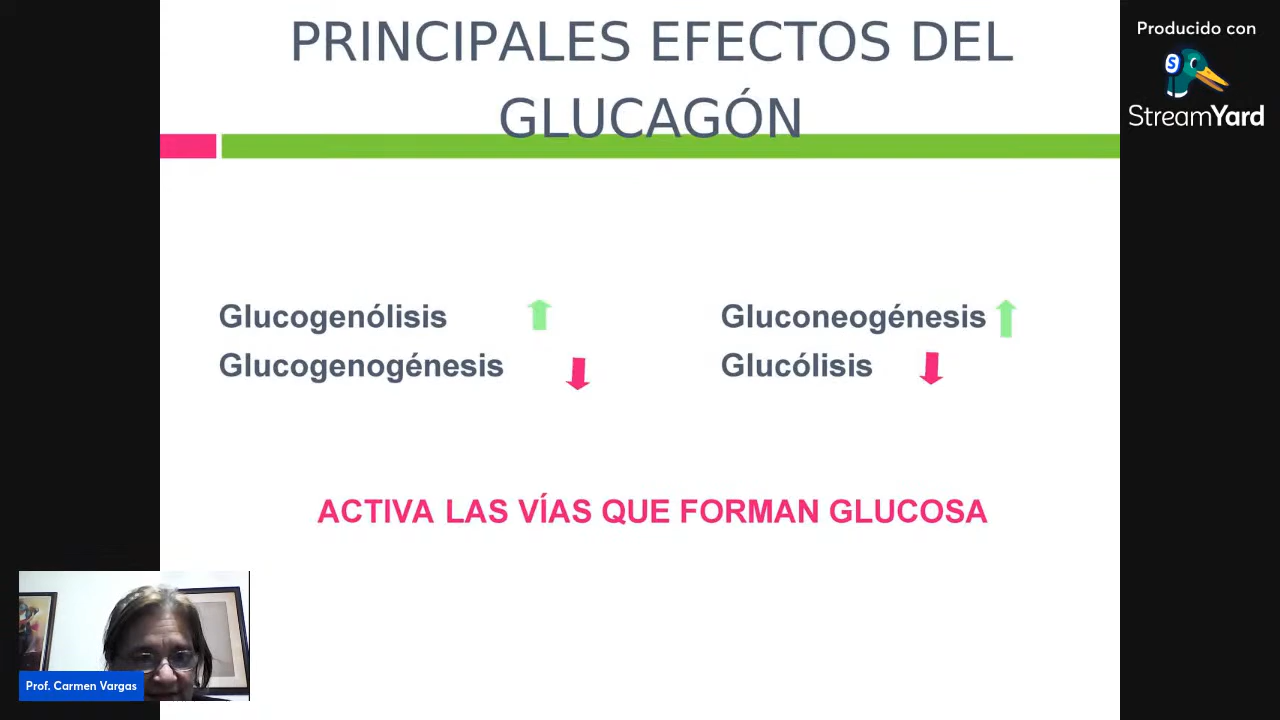 PRINCIPALES EFECTOS DEL
GLUCAGÓN
Producido con
S
StreamYard
Glucogenólisis
Glucogenogénesis
Gluconeogénesis
Glucólisis
ACTIVA LAS VÍAS QUE FORMAN GLUCOSA
Prof. Carmen Vargas